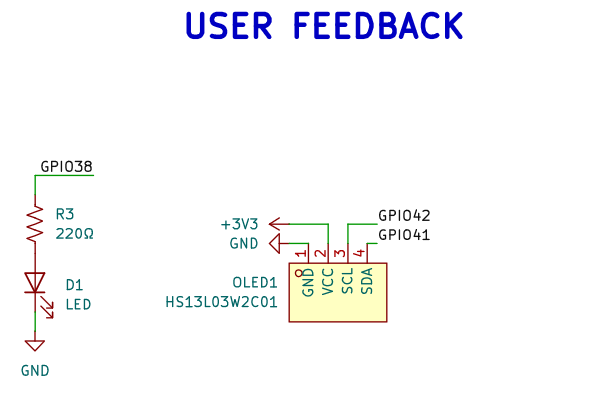 USER FEEDBACK
GPIO38
R3
220Ω
D1
LED
GND
+3V3
GND
GPIO42
GPIO41
1
2
3
4
GND
VCC
SCL
SDA
OLED1
HS13L03W2C01